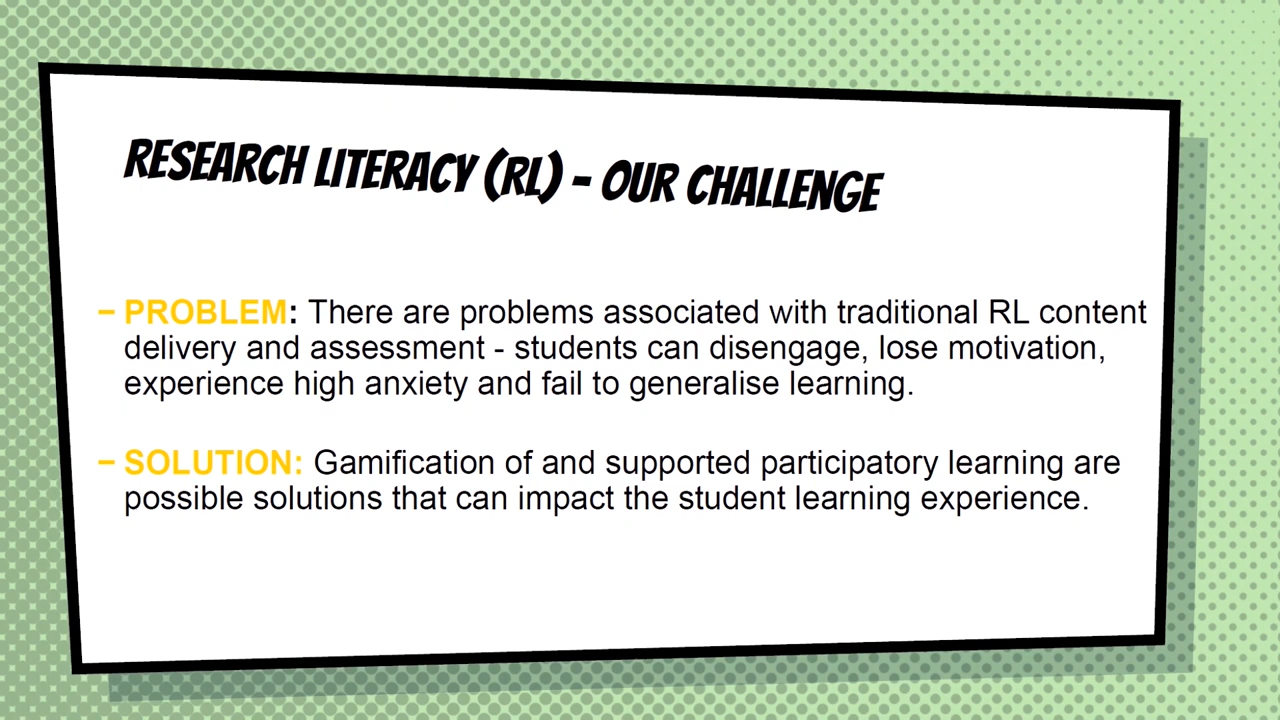 RESEARCH LITERACY (RL) - OUR CHALLENGE
– PROBLEM: There are problems associated with traditional RL content
delivery and assessment - students can disengage, lose motivation,
experience high anxiety and fail to generalise learning.
– SOLUTION: Gamification of and supported participatory learning are
possible solutions that can impact the student learning experience.